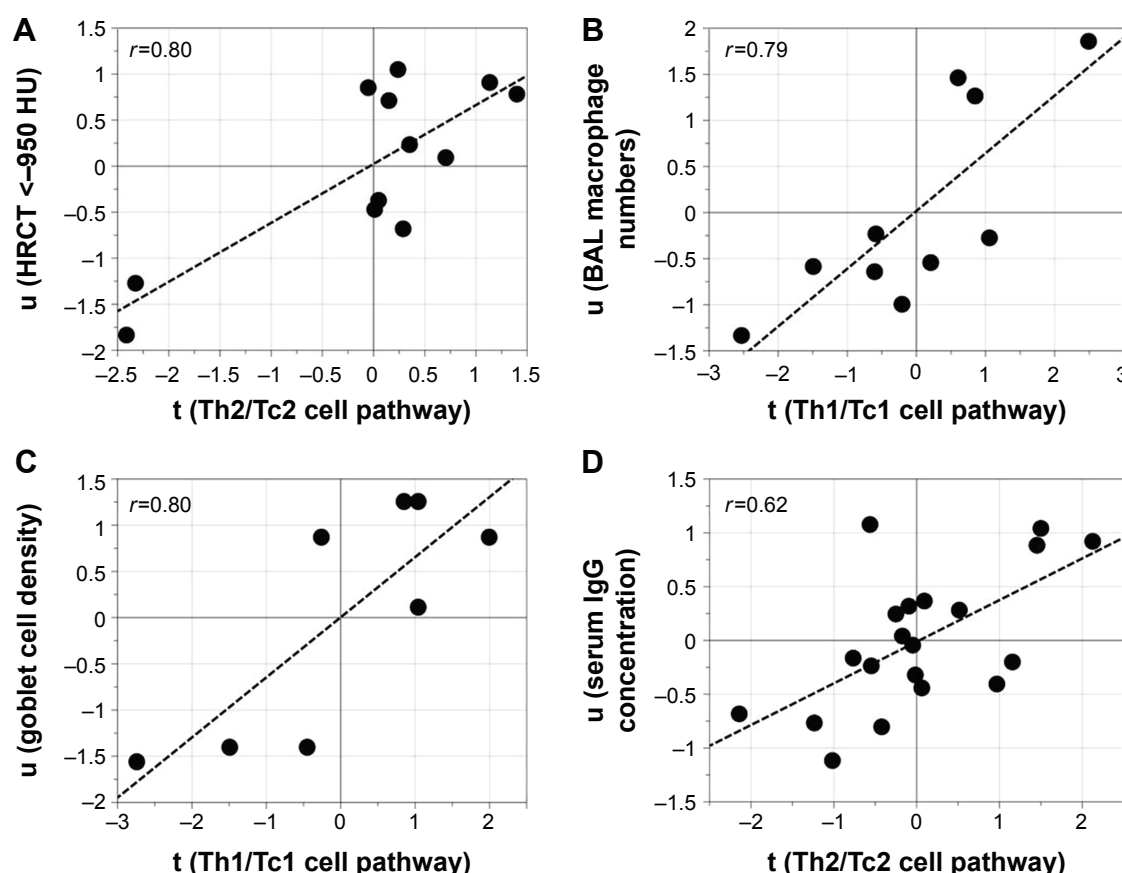 A
r=0.80
u (HRCT <–950 HU)
1.5
1
0.5
0
–0.5
–1
–1.5
–2
–2.5 –2 –1.5 –1 –0.5 0 0.5 1 1.5
t (Th2/Tc2 cell pathway)
B
r=0.79
u (BAL macrophage
numbers)
2
1.5
1
0.5
0
–0.5
–1
–1.5
–3 –2 –1 0 1 2 3
t (Th1/Tc1 cell pathway)
C
r=0.80
u (goblet cell density)
1.5
1
0.5
0
–0.5
–1
–1.5
–2
–3 –2 –1 0 1 2
t (Th1/Tc1 cell pathway)
D
r=0.62
u (serum IgG
concentration)
1.5
1
0.5
0
–0.5
–1
–1.5
–2 –1 0 1 2
t (Th2/Tc2 cell pathway)